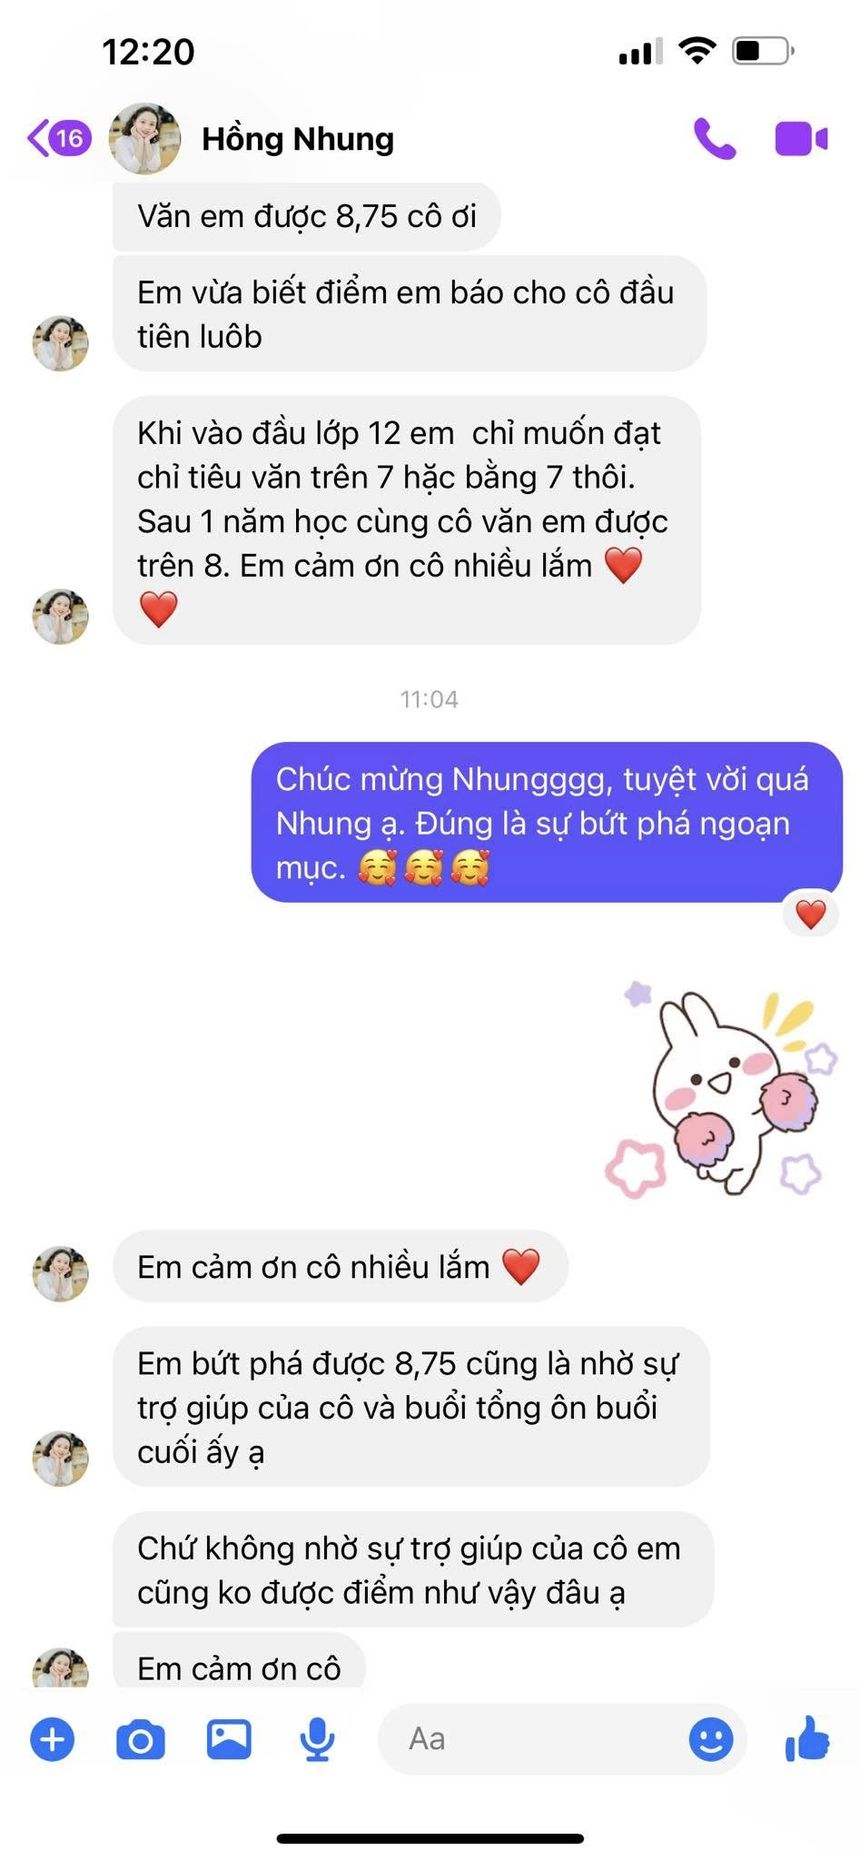 12:20
16
Hồng Nhung
Văn em được 8,75 cô ơi
Em vừa biết điểm em báo cho cô đầu
tiên luôb
Khi vào đầu lớp 12 em  chỉ muốn đạt
chỉ tiêu văn trên 7 hặc bằng 7 thôi.
Sau 1 năm học cùng cô văn em được
trên 8. Em cảm ơn cô nhiều lắm ❤️
❤️
11:04
Chúc mừng Nhungggg, tuyệt vời quá
Nhung ạ. Đúng là sự bứt phá ngoạn
mục. 🥰🥰🥰
Em cảm ơn cô nhiều lắm ❤️
Em bứt phá được 8,75 cũng là nhờ sự
trợ giúp của cô và buổi tổng ôn buổi
cuối ấy ạ
Chứ không nhờ sự trợ giúp của cô em
cũng ko được điểm như vậy đâu ạ
Em cảm ơn cô
Aa